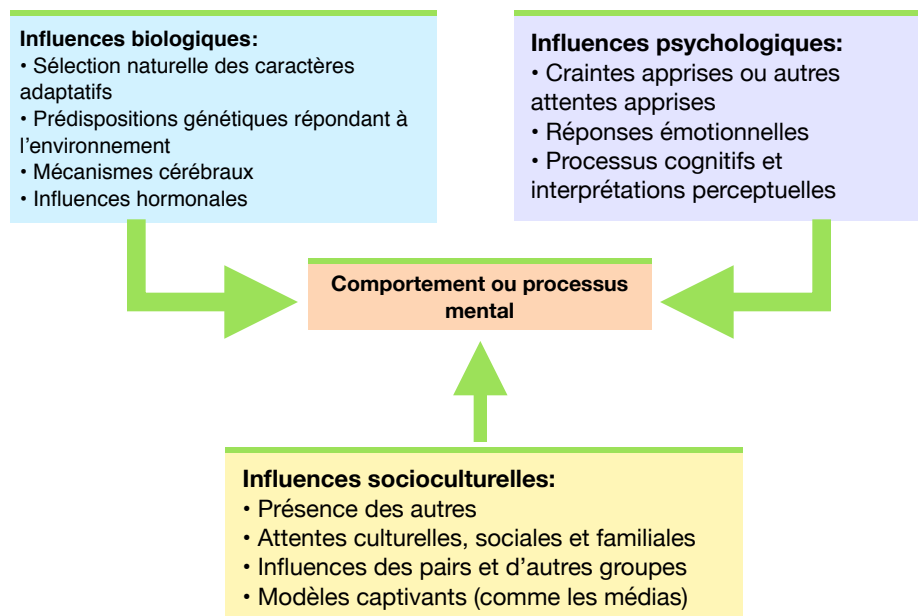 Influences biologiques:
• Sélection naturelle des caractères
adaptatifs
• Prédispositions génétiques répondant à
l’environnement
• Mécanismes cérébraux
• Influences hormonales
Influences psychologiques:
• Craintes apprises ou autres
attentes apprises
• Réponses émotionnelles
• Processus cognitifs et
interprétations perceptuelles
Comportement ou processus
mental
Influences socioculturelles:
• Présence des autres
• Attentes culturelles, sociales et familiales
• Influences des pairs et d’autres groupes
• Modèles captivants (comme les médias)